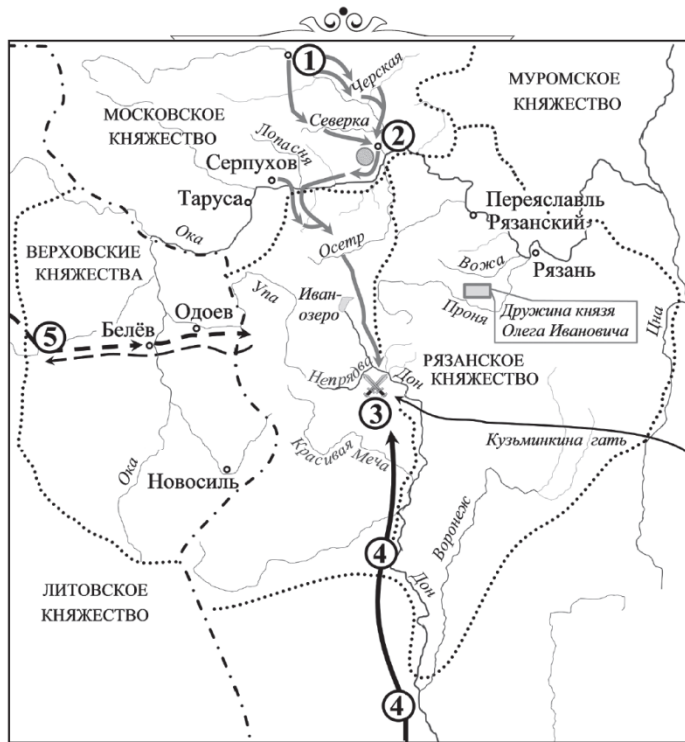 1
Черская
МУРОМСКОЕ
КНЯЖЕСТВО
МОСКОВСКОЕ
КНЯЖЕСТВО
Северка
2
Лопасня
Серпухов
Таруса
Переяславль
Рязанский
Ока
Осетр
Вожа
Рязань
ВЕРХОВСКИЕ
КНЯЖЕСТВА
Упа
Иван-
озеро
Проня
Дружина князя
Олега Ивановича
Цна
5
Белёв
Одоев
Непрядва
Дон
РЯЗАНСКОЕ
КНЯЖЕСТВО
3
Красивая Меча
Кузьминкина гать
Ока
Новосиль
Воронеж
4
Дон
ЛИТОВСКОЕ
КНЯЖЕСТВО
4